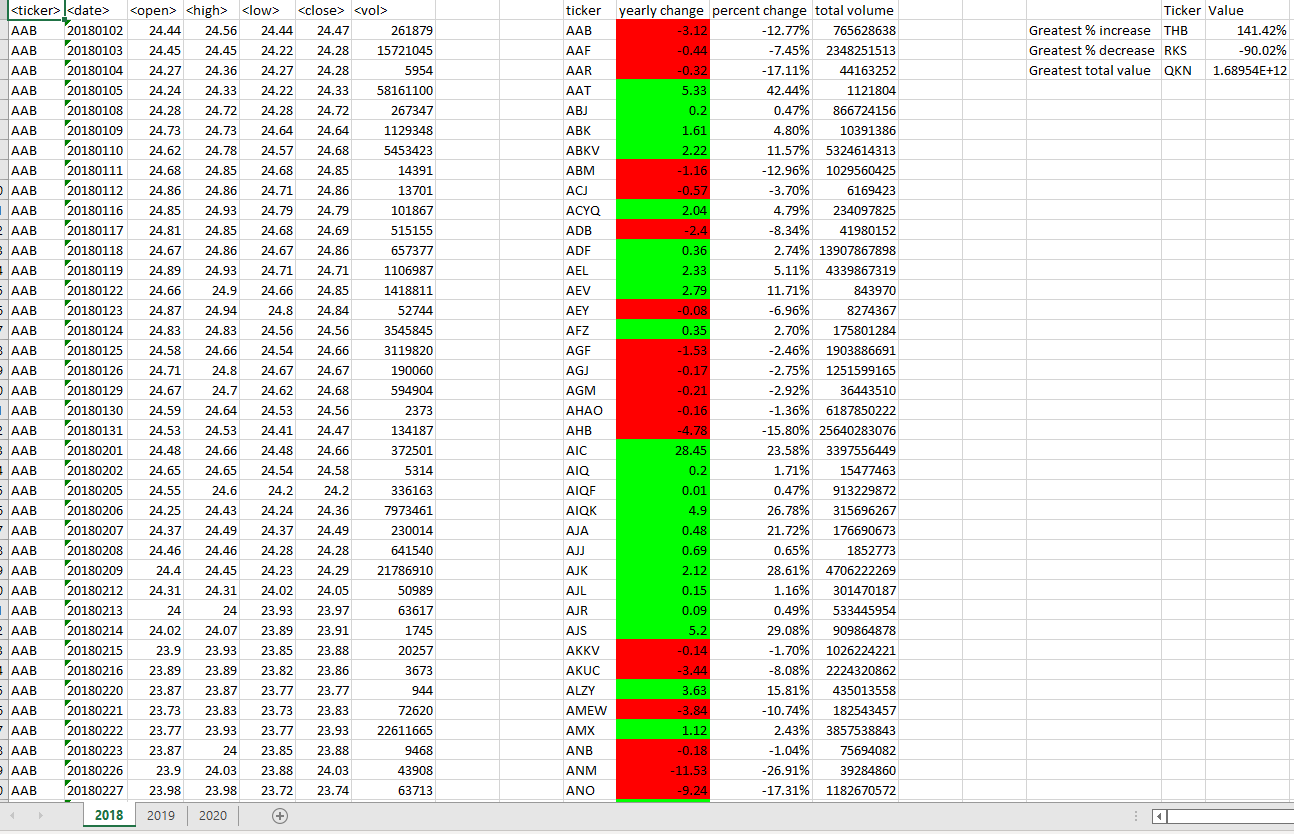 <ticker> <date> <open> <high> <low> <close> <vol> ticker yearly change percent change total volume Ticker Value
AAB 20180102 24.44 24.56 24.44 24.47 261879 AAB -3.12 -12.77% 765628638 Greatest % increase THB 141.42%
AAB 20180103 24.45 24.45 24.22 24.28 15721045 AAF -0.44 -7.45% 2348251513 Greatest % decrease RKS -90.02%
AAB 20180104 24.27 24.36 24.27 24.28 5954 AAR -0.32 -17.11% 44163252 Greatest total value QKN 1.68954E+12
AAB 20180105 24.24 24.33 24.22 24.33 58161100 AAT 5.33 42.44% 1121804
AAB 20180108 24.28 24.72 24.28 24.72 267347 ABJ 0.2 0.47% 866724156
AAB 20180109 24.73 24.73 24.64 24.64 1129348 ABK 1.61 4.80% 10391386
AAB 20180110 24.62 24.78 24.57 24.68 5453423 ABKV 2.22 11.57% 5324614313
AAB 20180111 24.68 24.85 24.68 24.85 14391 ABM -1.16 -12.96% 1029560425
AAB 20180112 24.86 24.86 24.71 24.86 13701 ACJ -0.57 -3.70% 6169423
AAB 20180116 24.85 24.93 24.79 24.79 101867 ACYQ 2.04 4.79% 234097825
AAB 20180117 24.81 24.85 24.68 24.69 515155 ADB -2.4 -8.34% 41980152
AAB 20180118 24.67 24.86 24.67 24.86 657377 ADF 0.36 2.74% 13907867898
AAB 20180119 24.89 24.93 24.71 24.71 1106987 AEL 2.33 5.11% 4339867319
AAB 20180122 24.66 24.9 24.66 24.85 1418811 AEV 2.79 11.71% 843970
AAB 20180123 24.87 24.94 24.8 24.84 52744 AEY -0.08 -6.96% 8274367
AAB 20180124 24.83 24.83 24.56 24.56 3545845 AFZ 0.35 2.70% 175801284
AAB 20180125 24.58 24.66 24.54 24.66 3119820 AGF -1.53 -2.46% 1903886691
AAB 20180126 24.71 24.8 24.67 24.67 190060 AGJ -0.17 -2.75% 1251599165
AAB 20180129 24.67 24.7 24.62 24.68 594904 AGM -0.21 -2.92% 36443510
AAB 20180130 24.59 24.64 24.53 24.56 2373 AHAO -0.16 -1.36% 6187850222
AAB 20180131 24.53 24.53 24.41 24.47 134187 AHB -4.78 -15.80% 25640283076
AAB 20180201 24.48 24.66 24.48 24.66 372501 AIC 28.45 23.58% 3397556449
AAB 20180202 24.65 24.65 24.54 24.58 5314 AIQ 0.2 1.71% 15477463
AAB 20180205 24.55 24.6 24.2 24.2 336163 AIQF 0.01 0.47% 913229872
AAB 20180206 24.25 24.43 24.24 24.36 7973461 AIQK 4.9 26.78% 315696267
AAB 20180207 24.37 24.49 24.37 24.49 230014 AJA 0.48 21.72% 176690673
AAB 20180208 24.46 24.46 24.28 24.28 641540 AJJ 0.69 0.65% 1852773
AAB 20180209 24.4 24.45 24.23 24.29 21786910 AJK 2.12 28.61% 4706222269
AAB 20180212 24.31 24.31 24.02 24.05 50989 AJL 0.15 1.16% 301470187
AAB 20180213 24 24 23.93 23.97 63617 AJR 0.09 0.49% 533445954
AAB 20180214 24.02 24.07 23.89 23.91 1745 AJS 5.2 29.08% 909864878
AAB 20180215 23.9 23.93 23.85 23.88 20257 AKKV -0.14 -1.70% 1026224221
AAB 20180216 23.89 23.89 23.82 23.86 3673 AKUC -3.44 -8.08% 2224320862
AAB 20180220 23.87 23.87 23.77 23.77 944 ALZY 3.63 15.81% 435013558
AAB 20180221 23.73 23.83 23.73 23.83 72620 AMEW -3.84 -10.74% 182543457
AAB 20180222 23.77 23.93 23.77 23.93 22611665 AMX 1.12 2.43% 3857538843
AAB 20180223 23.87 24 23.85 23.88 9468 ANB -0.18 -1.04% 75694082
AAB 20180226 23.9 24.03 23.88 24.03 43908 ANM -11.53 -26.91% 39284860
AAB 20180227 23.98 23.98 23.72 23.74 63713 ANO -9.24 -17.31% 1182670572
2018 2019 2020